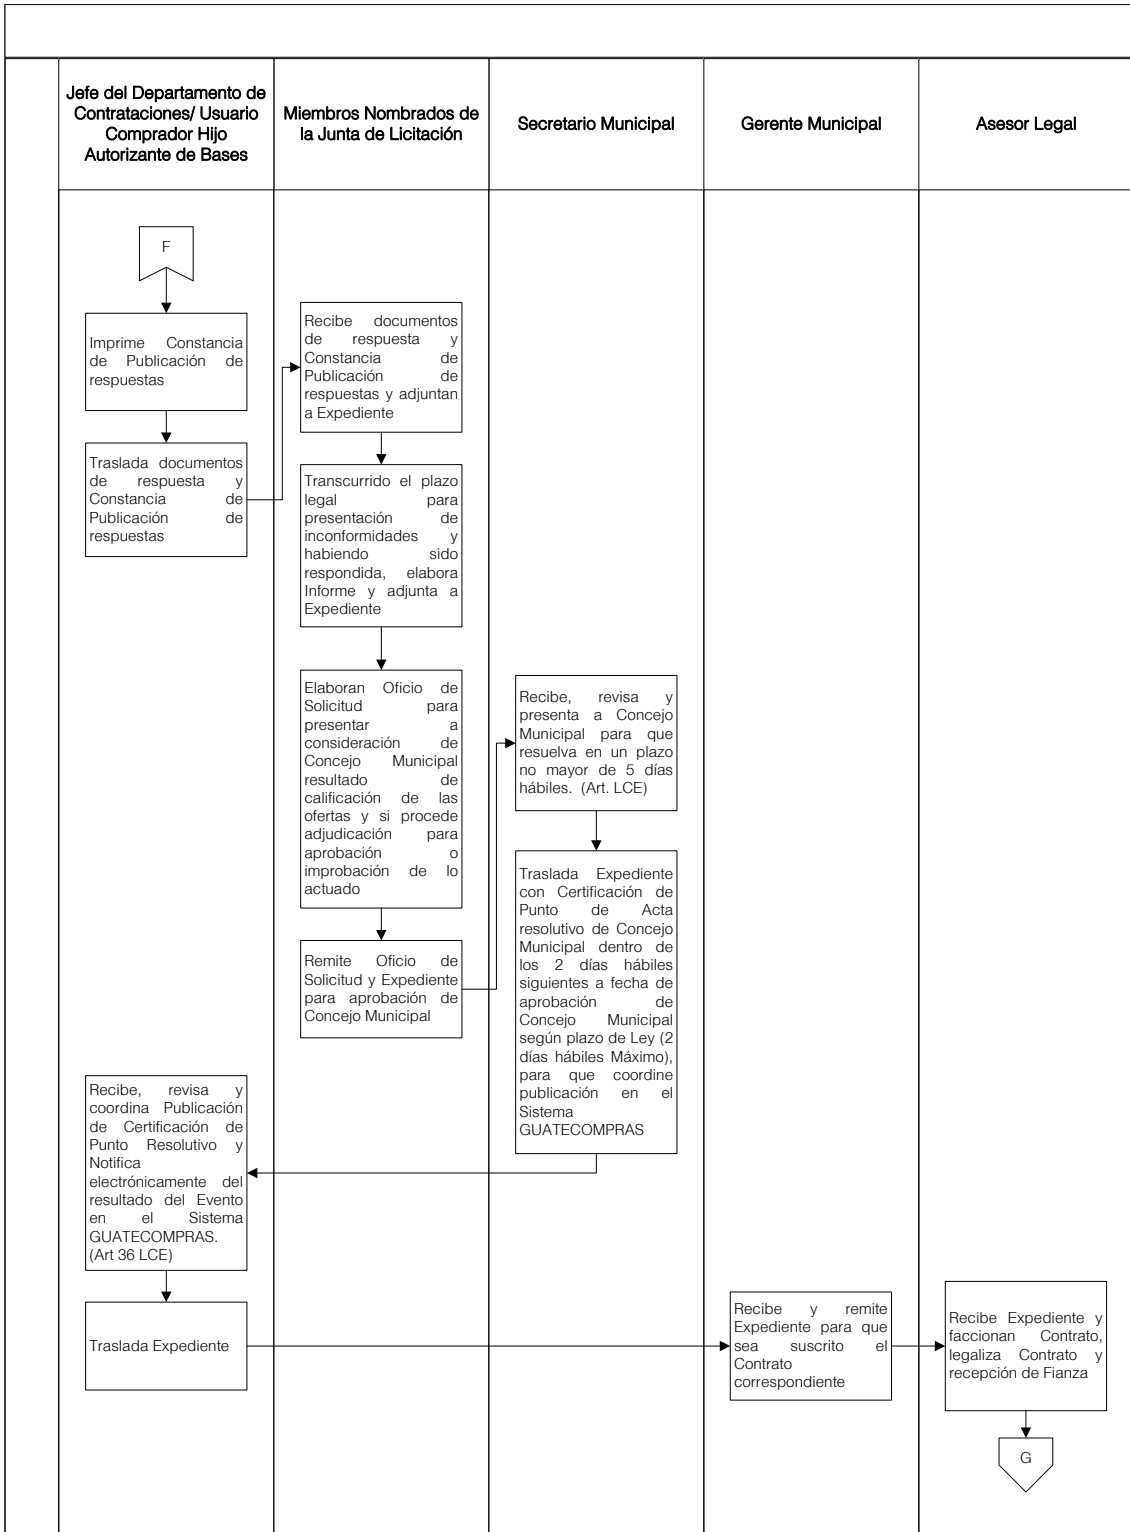 Jefe del Departamento de
Contrataciones/ Usuario
Comprador Hijo
Autorizante de Bases
Miembros Nombrados de
la Junta de Licitación
Secretario Municipal
Gerente Municipal
Asesor Legal
F
Imprime Constancia
de Publicación de
respuestas
Traslada documentos
de respuesta y
Constancia de
Publicación de
respuestas
Recibe documentos
de respuesta y
Constancia de
Publicación de
respuestas y adjuntan
a Expediente
Transcurrido el plazo
legal para
presentación de
inconformidades y
habiendo sido
respondida, elabora
Informe y adjunta a
Expediente
Elaboran Oficio de
Solicitud para
presentar a
consideración de
Concejo Municipal
resultado de
calificación de las
ofertas y si procede
adjudicación para
aprobación o
improbación de lo
actuado
Remite Oficio de
Solicitud y Expediente
para aprobación de
Concejo Municipal
Recibe, revisa y
presenta a Concejo
Municipal para que
resuelva en un plazo
no mayor de 5 días
hábiles. (Art. LCE)
Traslada Expediente
con Certificación de
Punto de Acta
resolutivo de Concejo
Municipal dentro de
los 2 días hábiles
siguientes a fecha de
aprobación de
Concejo Municipal
según plazo de Ley (2
días hábiles Máximo),
para que coordine
publicación en el
Sistema
GUATECOMPRAS
Recibe, revisa y
coordina Publicación
de Certificación de
Punto Resolutivo y
Notifica
electrónicamente del
resultado del Evento
en el Sistema
GUATECOMPRAS.
(Art 36 LCE)
Traslada Expediente
Recibe y remite
Expediente para que
sea suscrito el
Contrato
correspondiente
Recibe Expediente y
faccionan Contrato,
legaliza Contrato y
recepción de Fianza
G